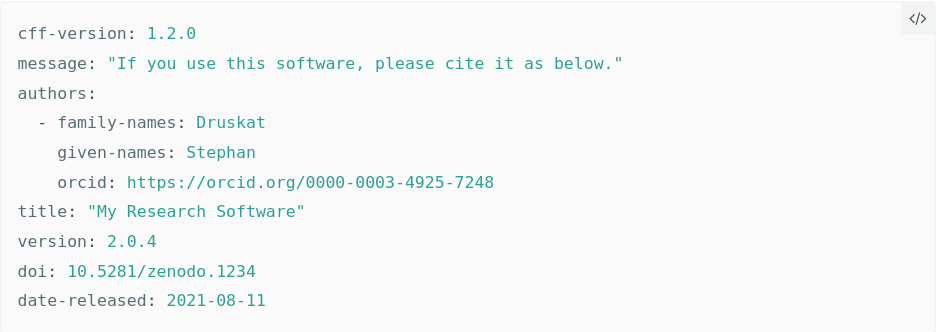 cff-version: 1.2.0
message: "If you use this software, please cite it as below."
authors:
  - family-names: Druskat
    given-names: Stephan
    orcid: https://orcid.org/0000-0003-4925-7248
title: "My Research Software"
version: 2.0.4
doi: 10.5281/zenodo.1234
date-released: 2021-08-11